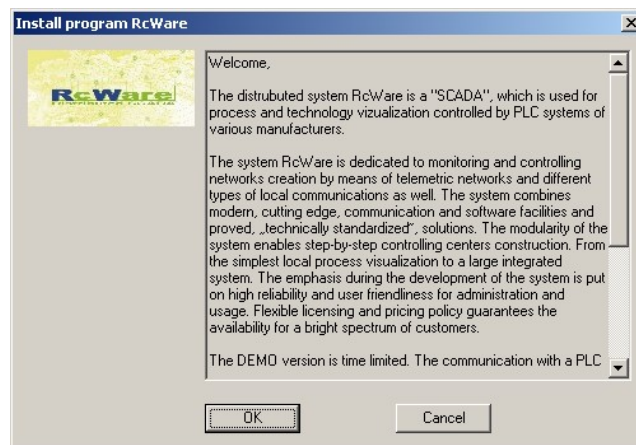 Install program RcWare
RcWare
Welcome,
The distrubuted system RcWare is a "SCADA", which is used for
process and technology vizualization controlled by PLC systems of
various manufacturers.
The system RcWare is dedicated to monitoring and controlling
networks creation by means of telemetric networks and different
types of local communications as well. The system combines
modern, cutting edge, communication and software facilities and
proved, „technically standardized”, solutions. The modularity of the
system enables step-by-step controlling centers construction. From
the simplest local process visualization to a large integrated
system. The emphasis during the development of the system is put
on high reliability and user friendliness for administration and
usage. Flexible licensing and pricing policy guarantees the
availability for a bright spectrum of customers.
The DEMO version is time limited. The communication with a PLC
OK
Cancel